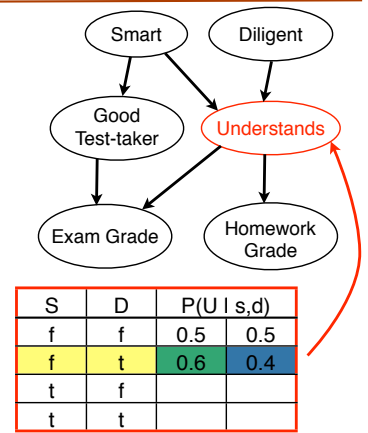 Smart Diligent
Good
Test-taker
Understands
Exam Grade
Homework
Grade
S D P(U | s,d)
f f 0.5 0.5
f t 0.6 0.4
t f
t t